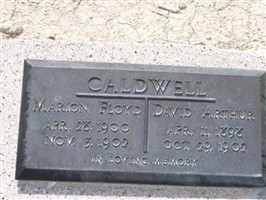 CALDWELL
MARION FLOYD DAVID ARTHUR
APR. 28, 1900 APR. 11, 1898
NOV. 3, 1902 OCT. 29, 1902
IN LOVING MEMORY